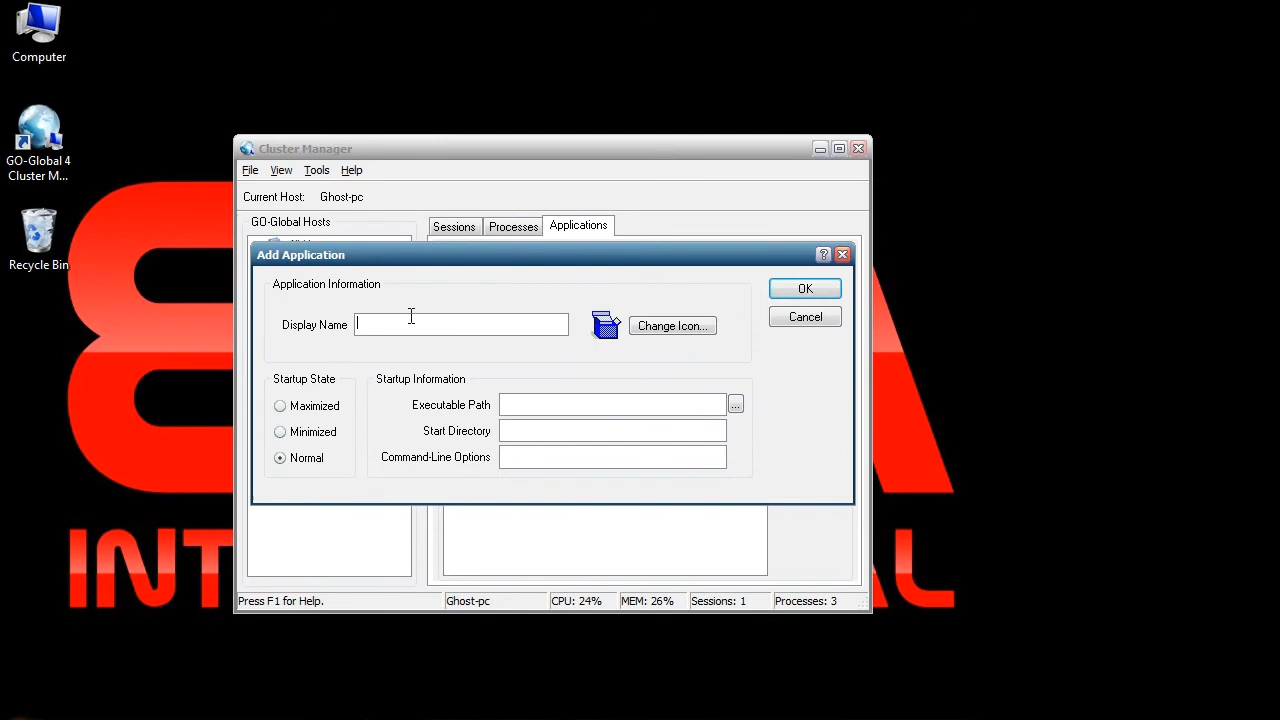 Computer
GO-Global 4
Cluster M...
Recycle Bin
Cluster Manager
File View Tools Help
Current Host: Ghost-pc
GO-Global Hosts
Sessions Processes Applications
Add Application
Application Information
OK
Display Name
Change Icon...
Cancel
Startup State
Startup Information
Maximized
Executable Path
...
Minimized
Start Directory
Normal
Command-Line Options
INT
L
Press F1 for Help. Ghost-pc CPU: 24% MEM: 26% Sessions: 1 Processes: 3